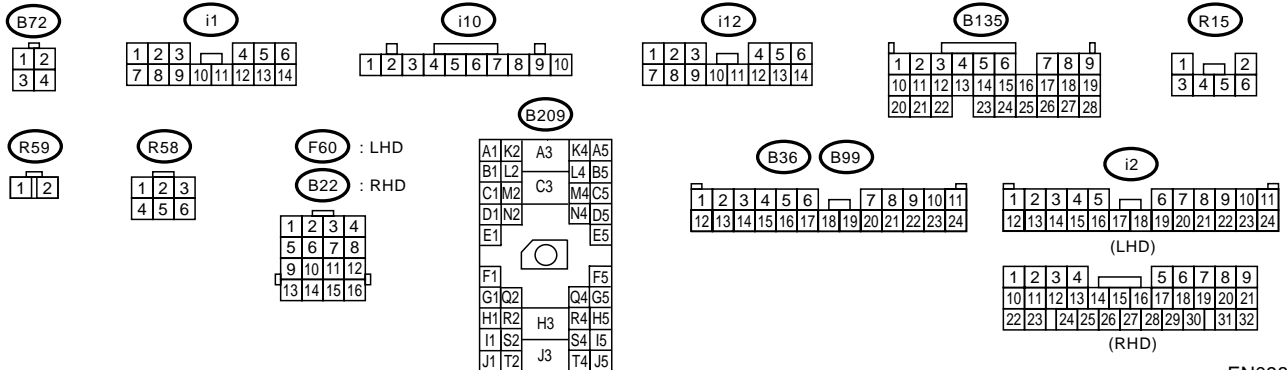 B72
1 2
3 4
i1
1 2 3 4 5 6
7 8 9 10 11 12 13 14
i10
1 2 3 4 5 6 7 8 9 10
i12
1 2 3 4 5 6
7 8 9 10 11 12 13 14
B135
1 2 3 4 5 6 7 8 9
10 11 12 13 14 15 16 17 18 19
20 21 22 23 24 25 26 27 28
R15
1 2
3 4 5 6
R59
1 2
R58
1 2 3
4 5 6
F60 : LHD
B22 : RHD
1 2 3 4
5 6 7 8
9 10 11 12
13 14 15 16
B209
A1 K2 A3 K4 A5
B1 L2 L4 B5
C1 M2 C3 M4 C5
D1 N2 N4 D5
E1 E5
F1 F5
G1 Q2 Q4 G5
H1 R2 H3 R4 H5
I1 S2 S4 I5
J1 T2 J3 T4 J5
B36 B99
1 2 3 4 5 6 7 8 9 10 11
12 13 14 15 16 17 18 19 20 21 22 23 24
i2
1 2 3 4 5 6 7 8 9 10 11
12 13 14 15 16 17 18 19 20 21 22 23 24
(LHD)
1 2 3 4 5 6 7 8 9
10 11 12 13 14 15 16 17 18 19 20 21
22 23 24 25 26 27 28 29 30 31 32
(RHD)